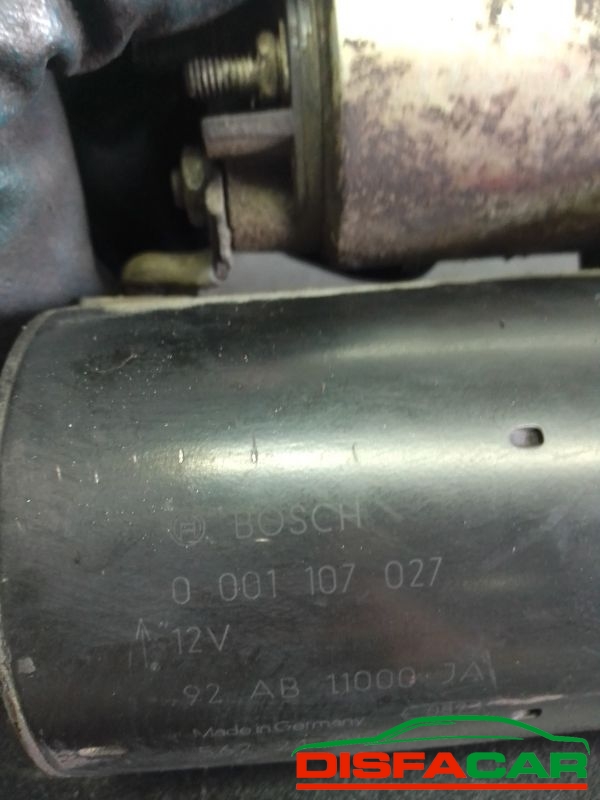 BOSCH
0 001 107 027
12V
92 AB 11000 JA
Made in Germany
DISFACAR